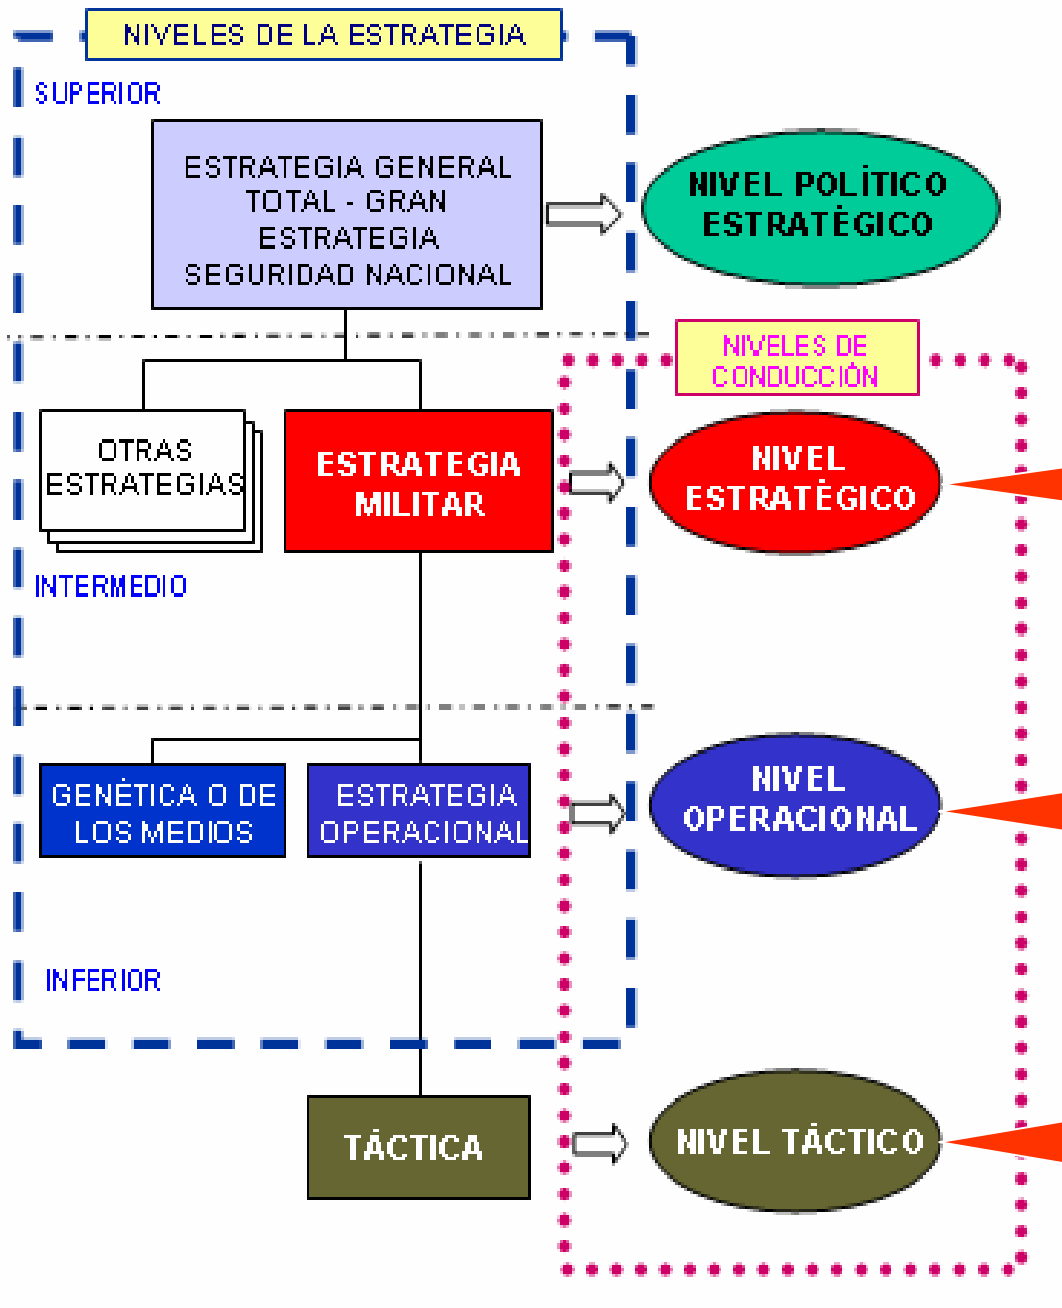 NIVELES DE LA ESTRATEGIA
SUPERIOR
ESTRATEGIA GENERAL
TOTAL - GRAN
ESTRATEGIA
SEGURIDAD NACIONAL
NIVEL POLÍTICO
ESTRATÉGICO
NIVELES DE
CONDUCCIÓN
OTRAS
ESTRATEGIAS
ESTRATEGIA
MILITAR
NIVEL
ESTRATÉGICO
INTERMEDIO
GENÉTICA O DE
LOS MEDIOS
ESTRATEGIA
OPERACIONAL
NIVEL
OPERACIONAL
INFERIOR
TÁCTICA
NIVEL TÁCTICO